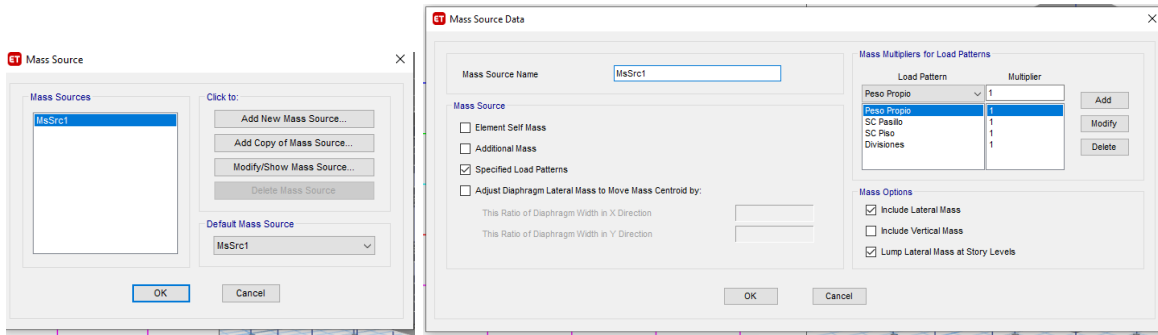 ET Mass Source
Mass Sources
MsSrc1
Click to:
Add New Mass Source...
Add Copy of Mass Source...
Modify/Show Mass Source...
Delete Mass Source
Default Mass Source
MsSrc1
OK Cancel
ET Mass Source Data
Mass Source Name MsSrc1
Mass Source
Element Self Mass
Additional Mass
Specified Load Patterns
Adjust Diaphragm Lateral Mass to Move Mass Centroid by:
This Ratio of Diaphragm Width in X Direction
This Ratio of Diaphragm Width in Y Direction
Mass Multipliers for Load Patterns
Load Pattern Multiplier
Peso Propio 1
Peso Propio 1
SC Pasillo 1
SC Piso 1
Divisiones 1
Add
Modify
Delete
Mass Options
Include Lateral Mass
Include Vertical Mass
Lump Lateral Mass at Story Levels
OK Cancel